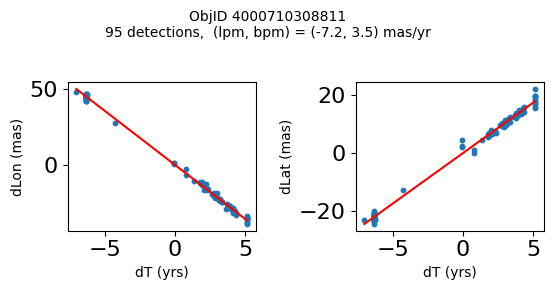 ObjID 4000710308811
95 detections,  (lpm, bpm) = (-7.2, 3.5) mas/yr
50
0
dLon (mas)
−5
0
5
dT (yrs)
20
0
−20
dLat (mas)
−5
0
5
dT (yrs)